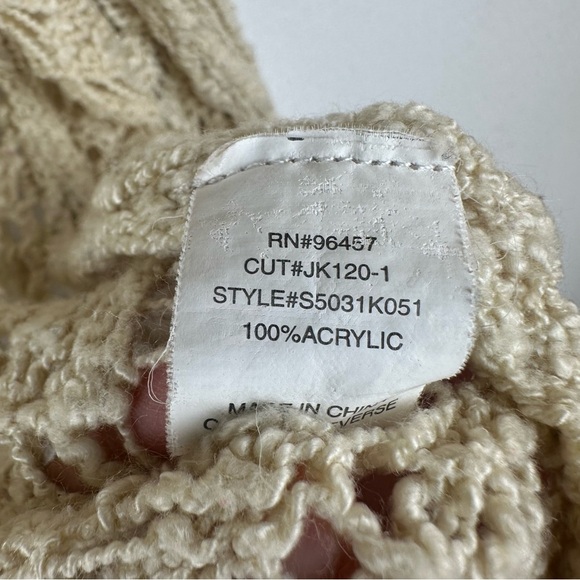 RN#96457
CUT#JK120-1
STYLE#S5031K051
100%ACRYLIC
MADE IN CHINA